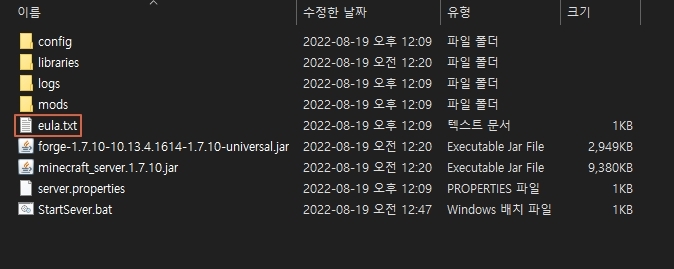 이름 수정한 날짜 유형 크기
config 2022-08-19 오후 12:09 파일 폴더
libraries 2022-08-19 오전 12:20 파일 폴더
logs 2022-08-19 오후 12:09 파일 폴더
mods 2022-08-19 오후 12:09 파일 폴더
eula.txt 2022-08-19 오후 12:09 텍스트 문서 1KB
forge-1.7.10-10.13.4.1614-1.7.10-universal.jar 2022-08-19 오전 12:20 Executable Jar File 2,949KB
minecraft_server.1.7.10.jar 2022-08-19 오전 12:20 Executable Jar File 9,380KB
server.properties 2022-08-19 오후 12:09 PROPERTIES 파일 1KB
StartSever.bat 2022-08-19 오전 12:47 Windows 배치 파일 1KB